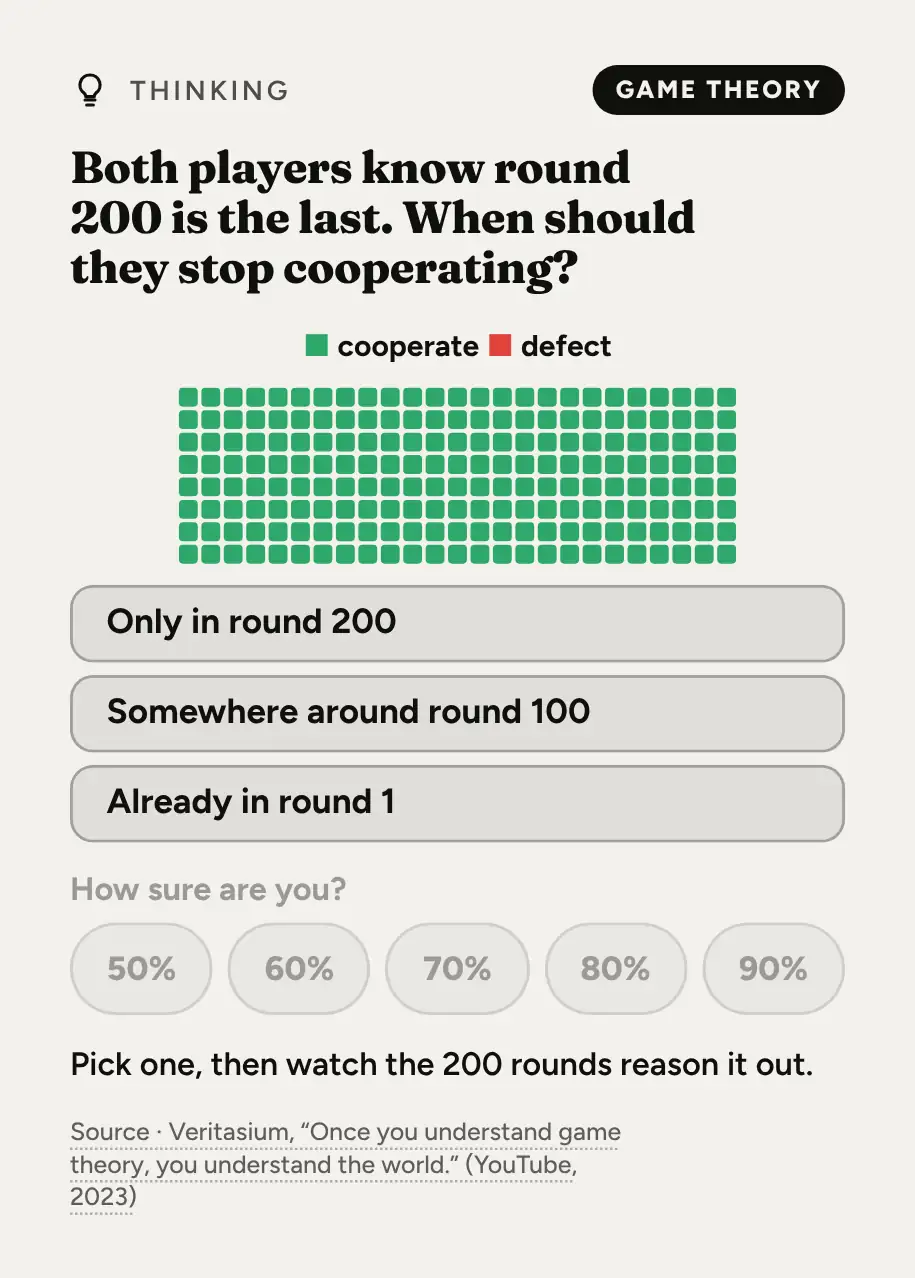 THINKING
GAME THEORY
Both players know round
200 is the last. When should
they stop cooperating?
cooperate defect
Only in round 200
Somewhere around round 100
Already in round 1
How sure are you?
50% 60% 70% 80% 90%
Pick one, then watch the 200 rounds reason it out.
Source · Veritasium, “Once you understand game
theory, you understand the world.” (YouTube,
2023)